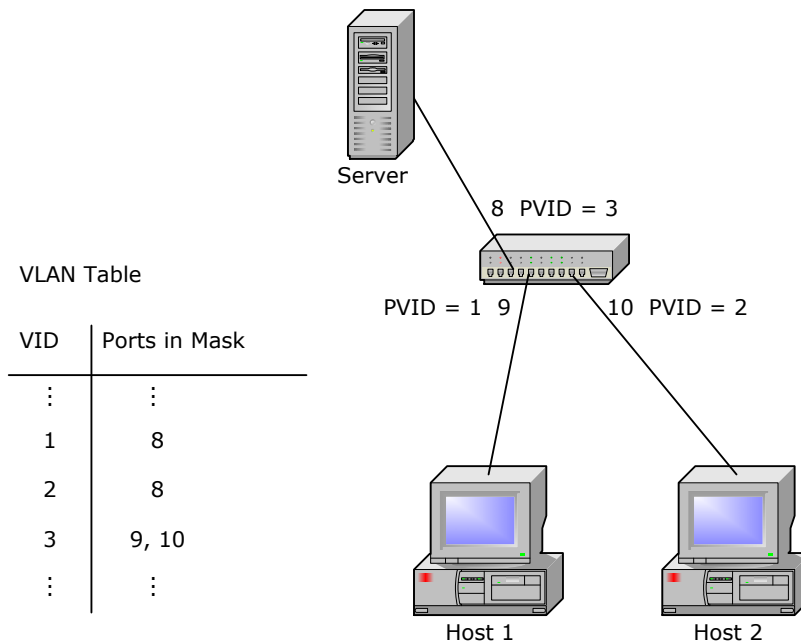 Server
8 PVID = 3
VLAN Table
PVID = 1 9
10 PVID = 2
VID Ports in Mask
⋮ ⋮
1 8
2 8
3 9, 10
⋮ ⋮
Host 1
Host 2